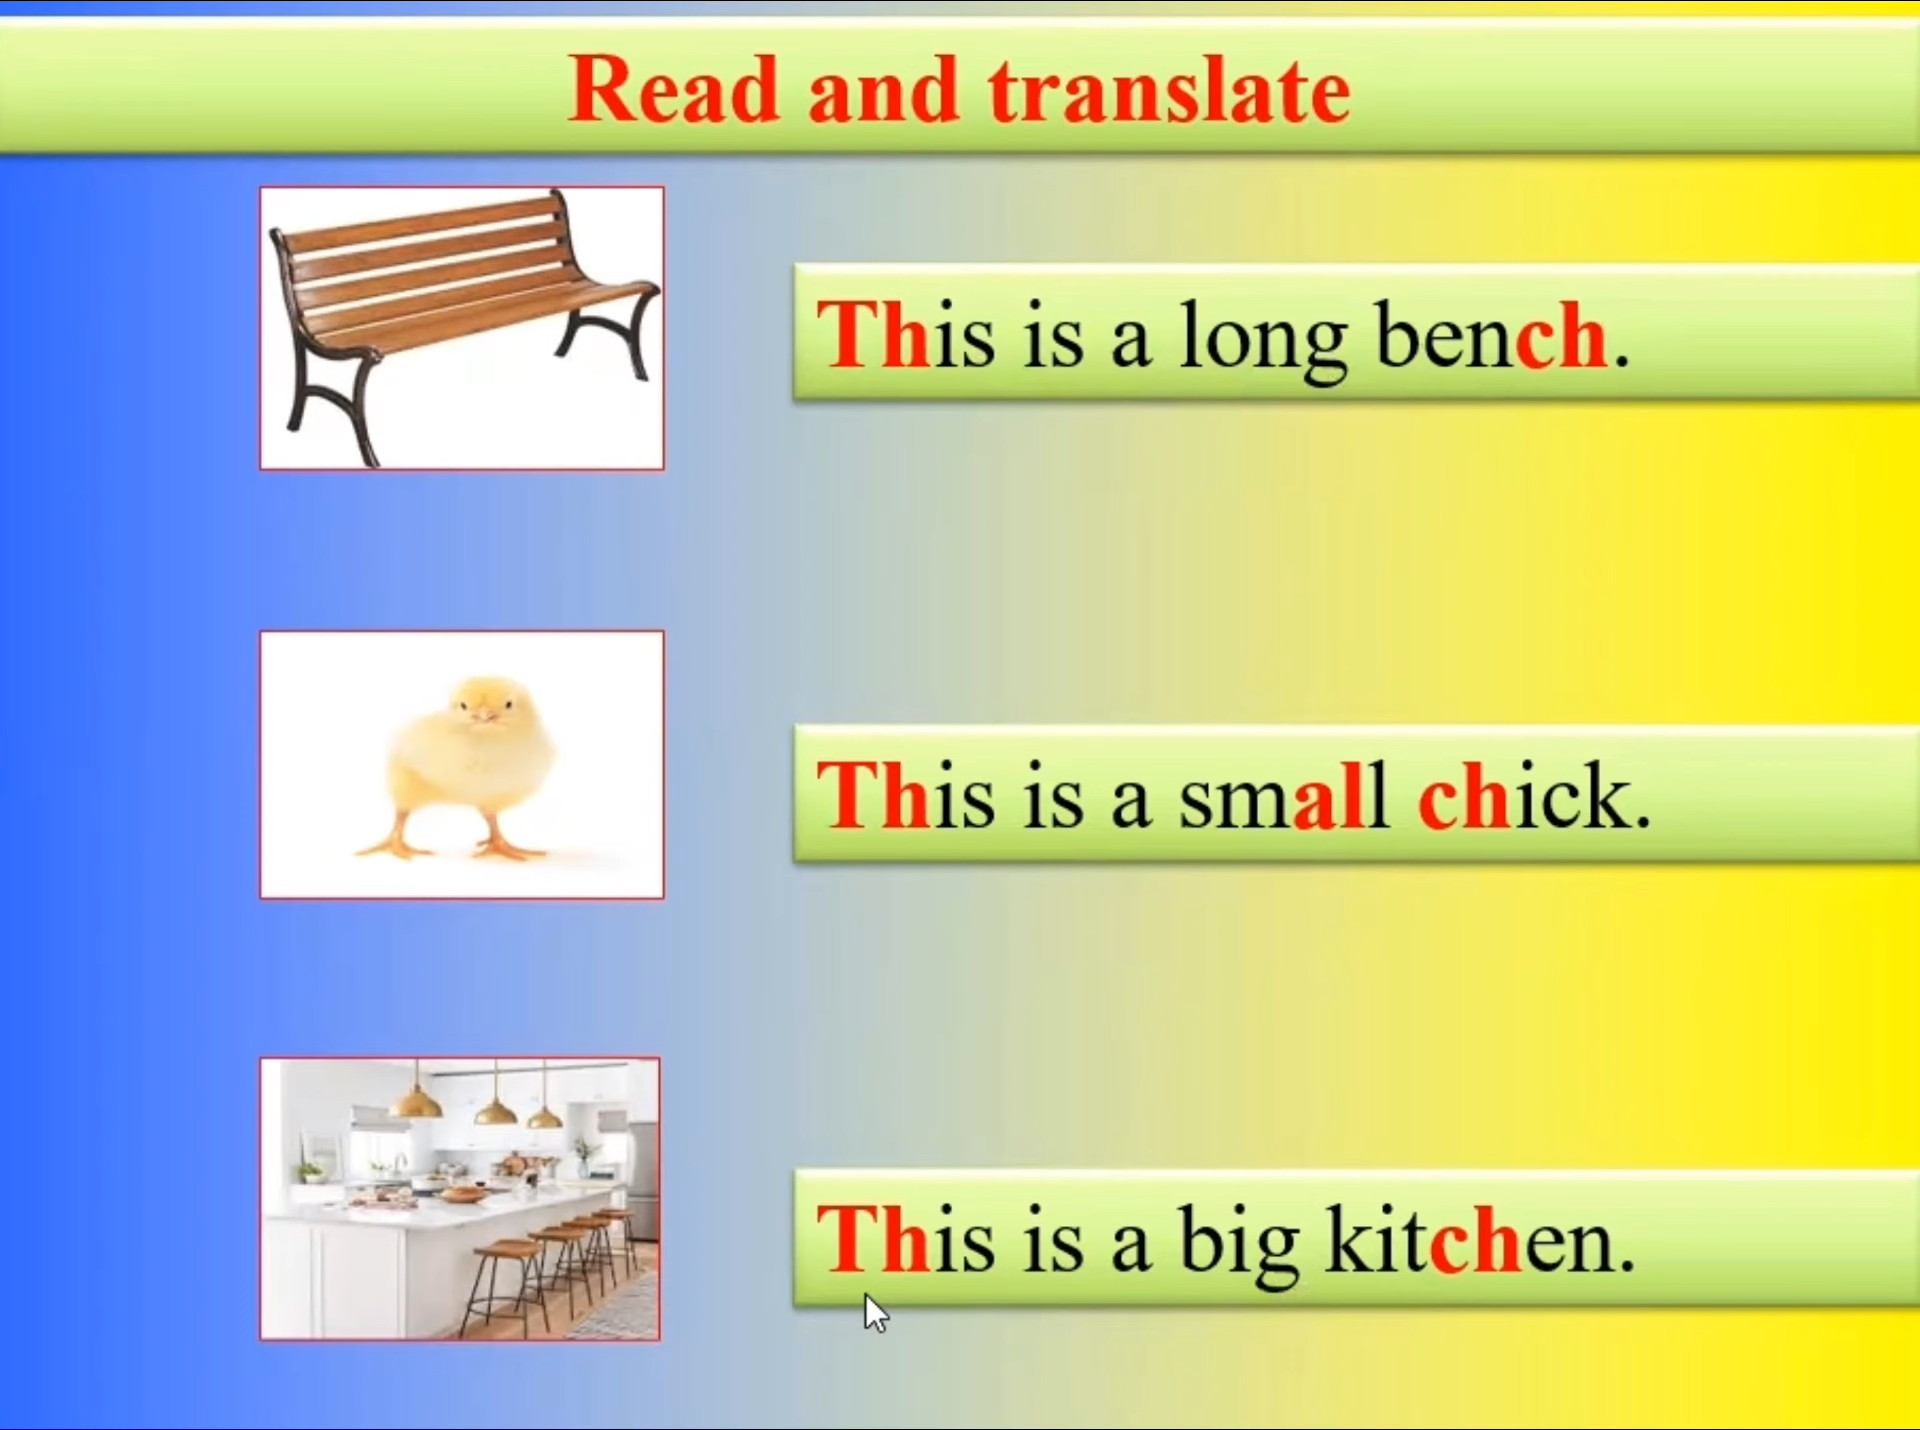 Read and translate
This is a long bench.
This is a small chick.
This is a big kitchen.